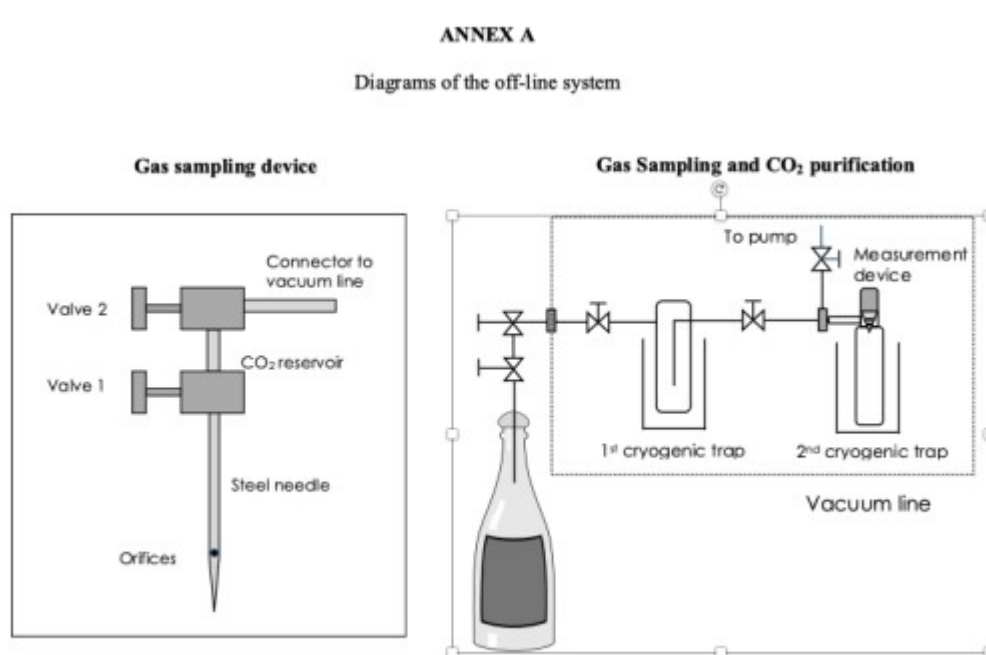 ANNEX A
Diagrams of the off-line system
Gas sampling device
Gas Sampling and CO₂ purification
Connector to
vacuum line
Valve 2
CO₂ reservoir
Valve 1
Steel needle
Orifices
To pump
Measurement
device
1st cryogenic trap
2nd cryogenic trap
Vacuum line